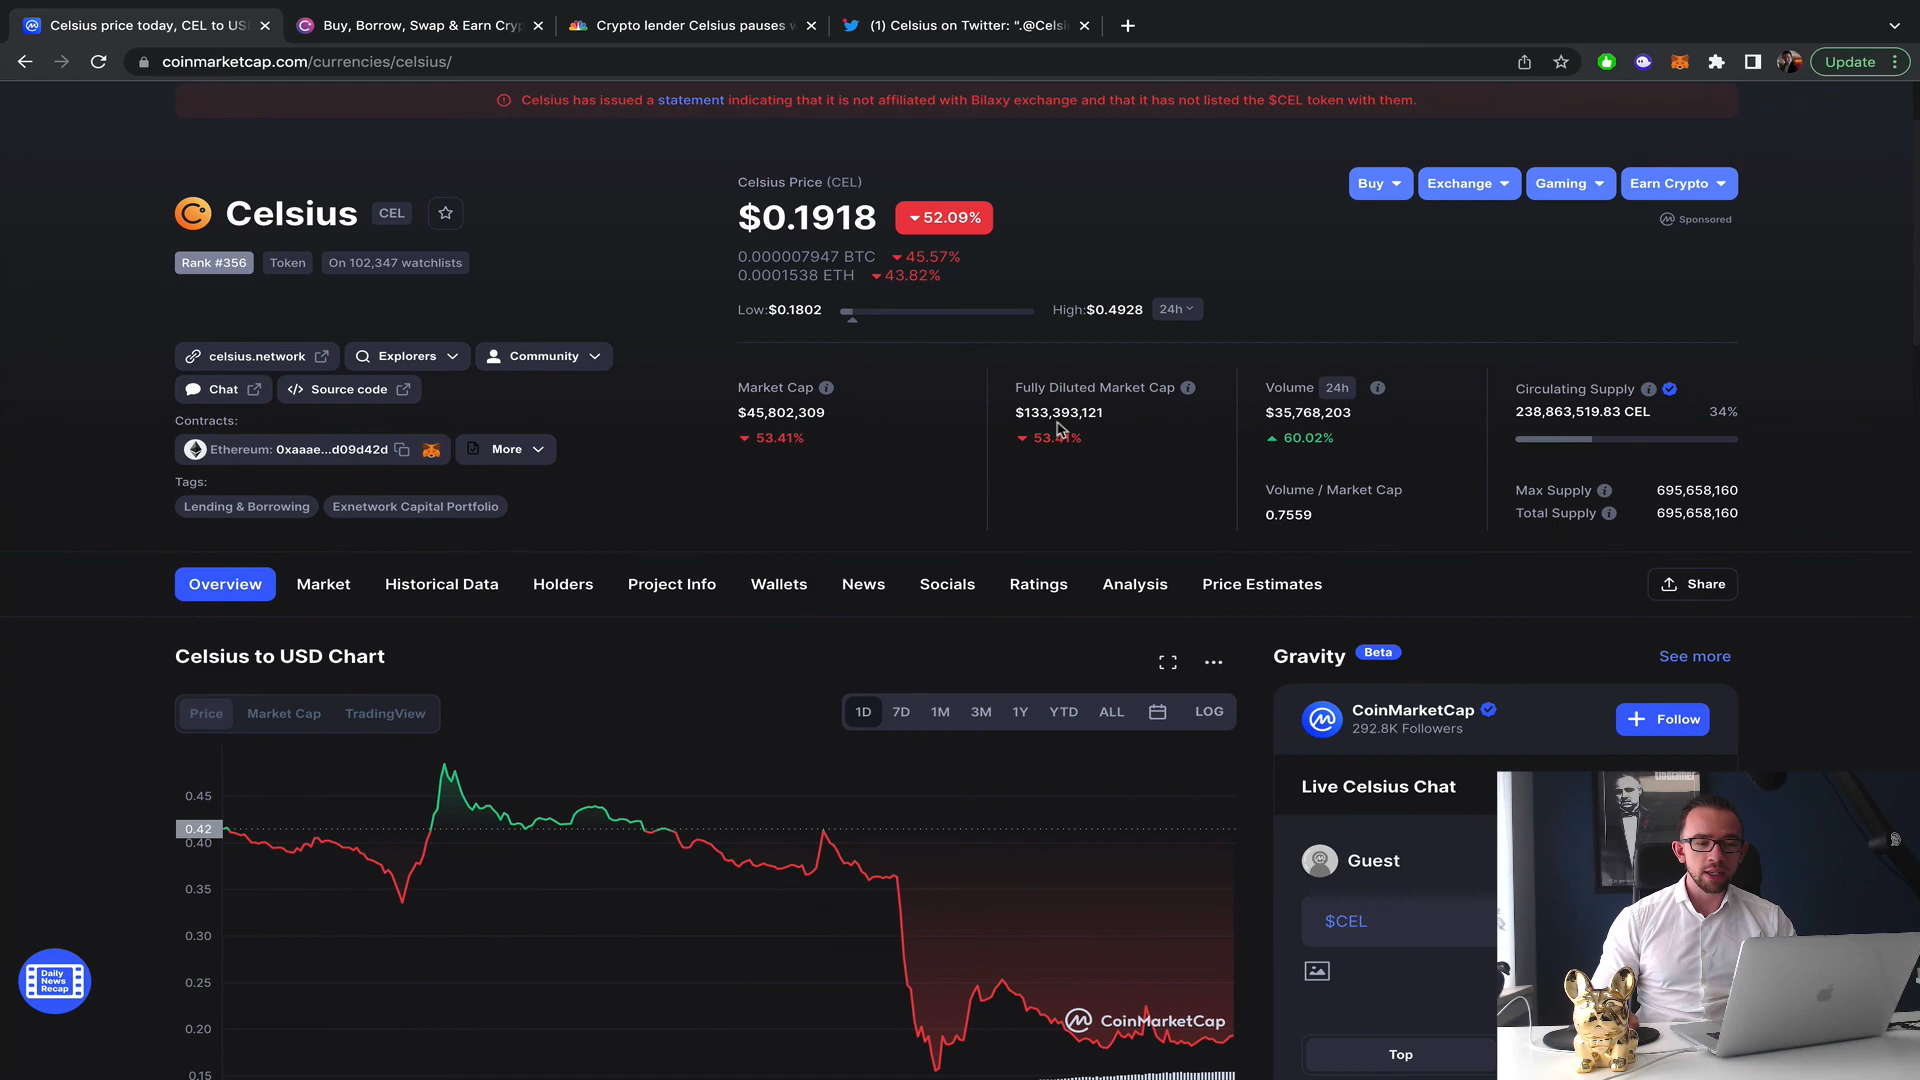 Celsius price today, CEL to US
Buy, Borrow, Swap & Earn Cry
Crypto lender Celsius pauses w
(1) Celsius on Twitter: ".@Celsi
coinmarketcap.com/currencies/celsius/
Update
Celsius has issued a statement indicating that it is not affiliated with Bilaxy exchange and that it has not listed the $CEL token with them.
Celsius CEL
Rank #356 Token On 102,347 watchlists
celsius.network Explorers Community
Chat Source code
Contracts:
Ethereum: 0xaaae...d09d42d More
Tags:
Lending & Borrowing Exnetwork Capital Portfolio
Celsius Price (CEL)
$0.1918 52.09%
0.000007947 BTC 45.57%
0.0001538 ETH 43.82%
Low:$0.1802 High:$0.4928 24h
Buy Exchange Gaming Earn Crypto
Sponsored
Market Cap
$45,802,309
53.41%
Fully Diluted Market Cap
$133,393,121
53.41%
Volume 24h
$35,768,203
60.02%
Volume / Market Cap
0.7559
Circulating Supply
238,863,519.83 CEL 34%
Max Supply 695,658,160
Total Supply 695,658,160
Overview Market Historical Data Holders Project Info Wallets News Socials Ratings Analysis Price Estimates Share
Celsius to USD Chart
Price Market Cap TradingView
1D 7D 1M 3M 1Y YTD ALL LOG
0.45
0.42
0.40
0.35
0.30
0.25
0.20
0.15
CoinMarketCap
Daily
News
Recap
Gravity Beta See more
CoinMarketCap
292.8K Followers
Follow
Live Celsius Chat
Guest
$CEL
Top